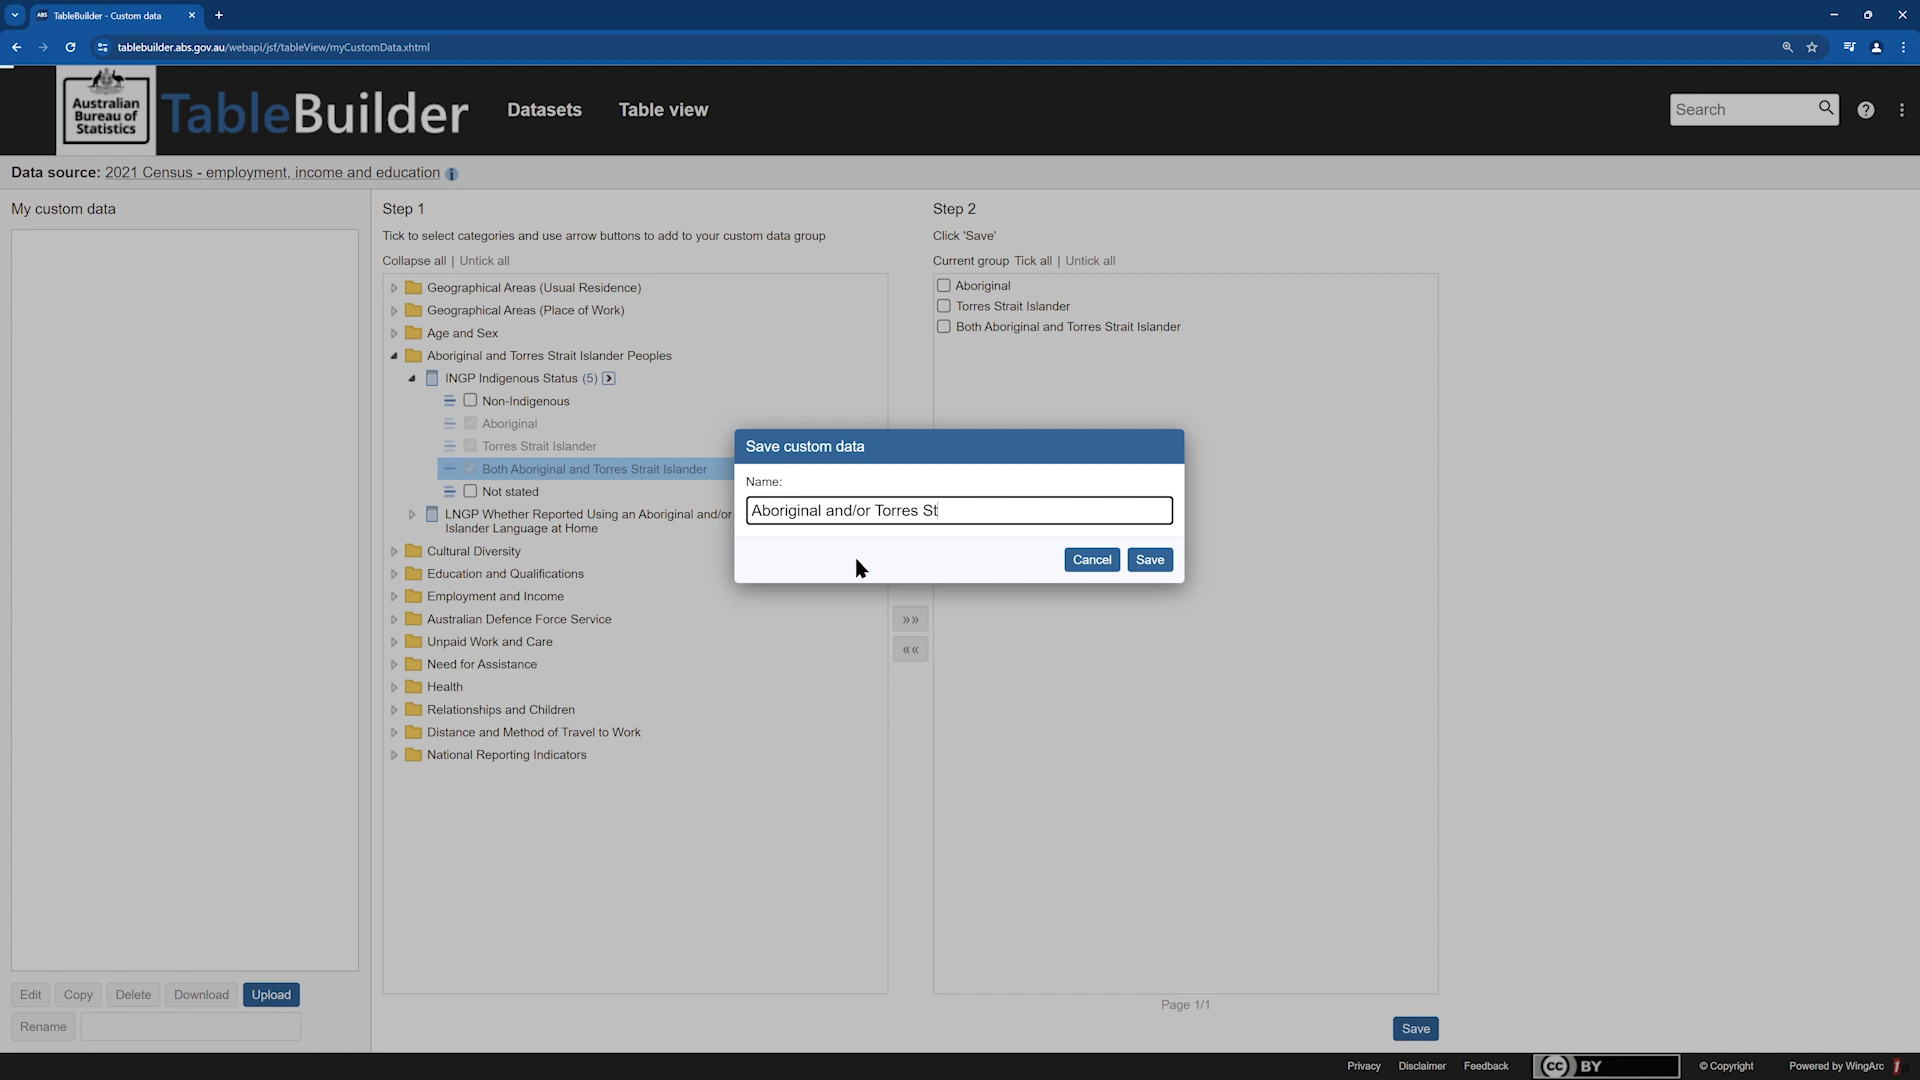 ABS TableBuilder - Custom data
tablebuilder.abs.gov.au/webapi/jsf/tableView/myCustomData.xhtml
Australian
Bureau of
Statistics
TableBuilder
Datasets
Table view
Search
Data source: 2021 Census - employment, income and education
My custom data
Step 1
Tick to select categories and use arrow buttons to add to your custom data group
Collapse all | Untick all
Geographical Areas (Usual Residence)
Geographical Areas (Place of Work)
Age and Sex
Aboriginal and Torres Strait Islander Peoples
INGP Indigenous Status (5)
Non-Indigenous
Aboriginal
Torres Strait Islander
Both Aboriginal and Torres Strait Islander
Not stated
LNGP Whether Reported Using an Aboriginal and/or
Islander Language at Home
Cultural Diversity
Education and Qualifications
Employment and Income
Australian Defence Force Service
Unpaid Work and Care
Need for Assistance
Health
Relationships and Children
Distance and Method of Travel to Work
National Reporting Indicators
Step 2
Click 'Save'
Current group Tick all | Untick all
Aboriginal
Torres Strait Islander
Both Aboriginal and Torres Strait Islander
Save custom data
Name:
Aboriginal and/or Torres St
Cancel
Save
»»
««
Page 1/1
Save
Edit
Copy
Delete
Download
Upload
Rename
Privacy
Disclaimer
Feedback
CC BY
© Copyright
Powered by WingArc